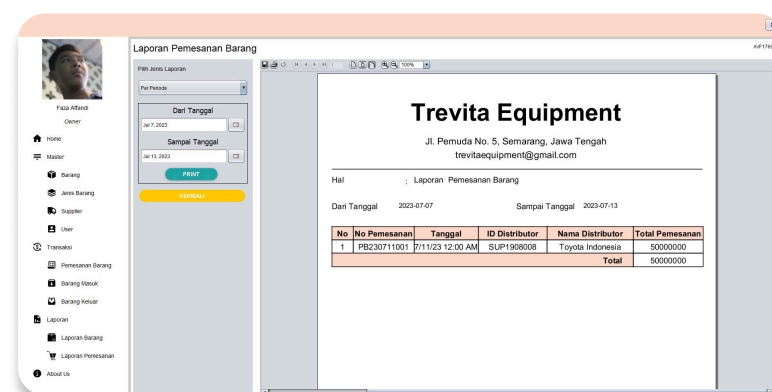 Laporan Pemesanan Barang
Faza Affandi
Owner
Home
Master
Barang
Jenis Barang
Supplier
User
Transaksi
Pemesanan Barang
Barang Masuk
Barang Keluar
Laporan
Laporan Barang
Laporan Pemesanan
About Us
Pilih Jenis Laporan
Per Periode
Dari Tanggal
Jul 7, 2023
Sampai Tanggal
Jul 13, 2023
PRINT
KEMBALI
100%
Trevita Equipment
Jl. Pemuda No. 5, Semarang, Jawa Tengah
trevitaequipment@gmail.com
Hal : Laporan Pemesanan Barang
Dari Tanggal 2023-07-07 Sampai Tanggal 2023-07-13
No No Pemesanan Tanggal ID Distributor Nama Distributor Total Pemesanan
1 PB230711001 7/11/23 12:00 AM SUP1908008 Toyota Indonesia 50000000
Total 50000000